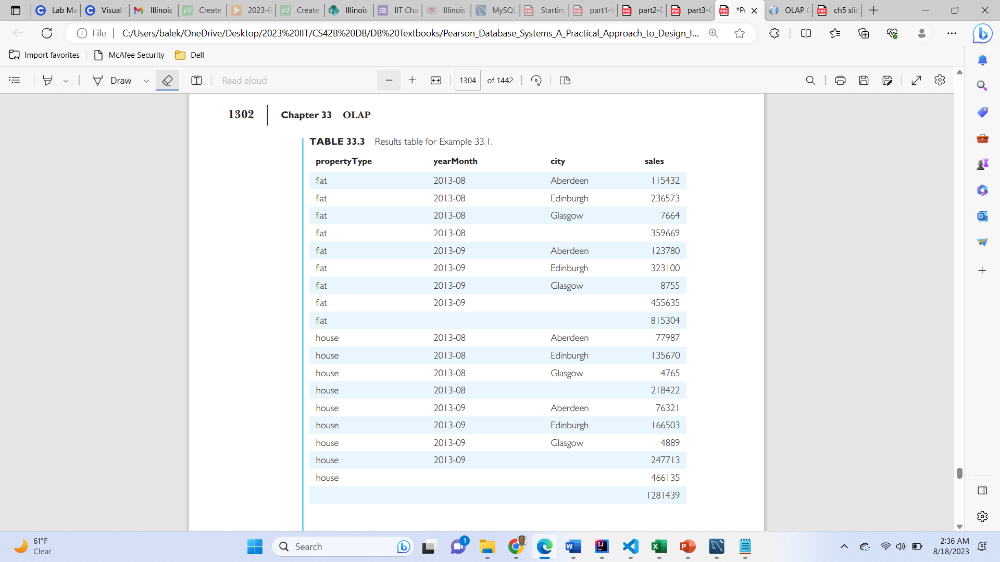 Lab Ma
Visual S
Illinois
Create
2023-0
Create
Illinois
IIT Cha
Illinois
MySQL
Starting
part1-V
part2-D
part3-C
*Pe
OLAP C
ch5 slic
File
C:/Users/balek/OneDrive/Desktop/2023%20IIT/CS42B%20DB/DB%20Textbooks/Pearson_Database_Systems_A_Practical_Approach_to_Design_I...
Import favorites
McAfee Security
Dell
Draw
Read aloud
1304 of 1442
1302 Chapter 33 OLAP
TABLE 33.3 Results table for Example 33.1.
propertyType yearMonth city sales
flat 2013-08 Aberdeen 115432
flat 2013-08 Edinburgh 236573
flat 2013-08 Glasgow 7664
flat 2013-08 359669
flat 2013-09 Aberdeen 123780
flat 2013-09 Edinburgh 323100
flat 2013-09 Glasgow 8755
flat 2013-09 455635
flat 815304
house 2013-08 Aberdeen 77987
house 2013-08 Edinburgh 135670
house 2013-08 Glasgow 4765
house 2013-08 218422
house 2013-09 Aberdeen 76321
house 2013-09 Edinburgh 166503
house 2013-09 Glasgow 4889
house 2013-09 247713
house 466135
1281439
61°F
Clear
Search
1
2:36 AM
8/18/2023